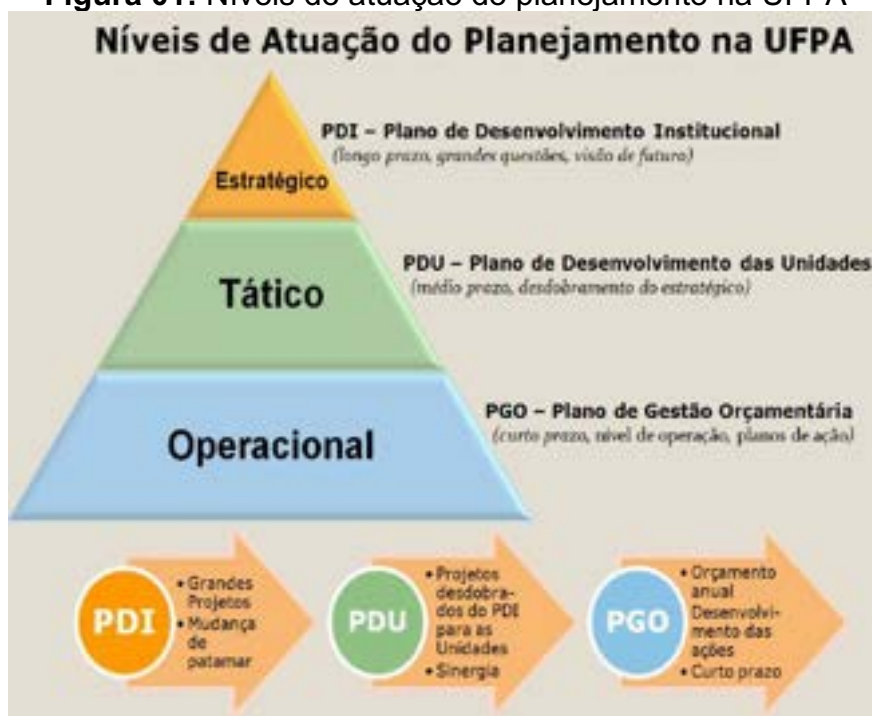 Figura 01: Níveis de atuação do planejamento na UFPA
Níveis de Atuação do Planejamento na UFPA
PDI – Plano de Desenvolvimento Institucional
(longo prazo, grandes questões, visão de futuro)
Estratégico
PDU – Plano de Desenvolvimento das Unidades
(médio prazo, desdobramento do estratégico)
Tático
PGO – Plano de Gestão Orçamentária
(curto prazo, nível de operação, planos de ação)
Operacional
PDI
• Grandes
Projetos
• Mudança
de
patamar
PDU
• Projetos
desdobra-
dos do PDI
para as
Unidades
• Sinergia
PGO
• Orçamento
anual
Desenvolvi-
mento das
ações
• Curto prazo